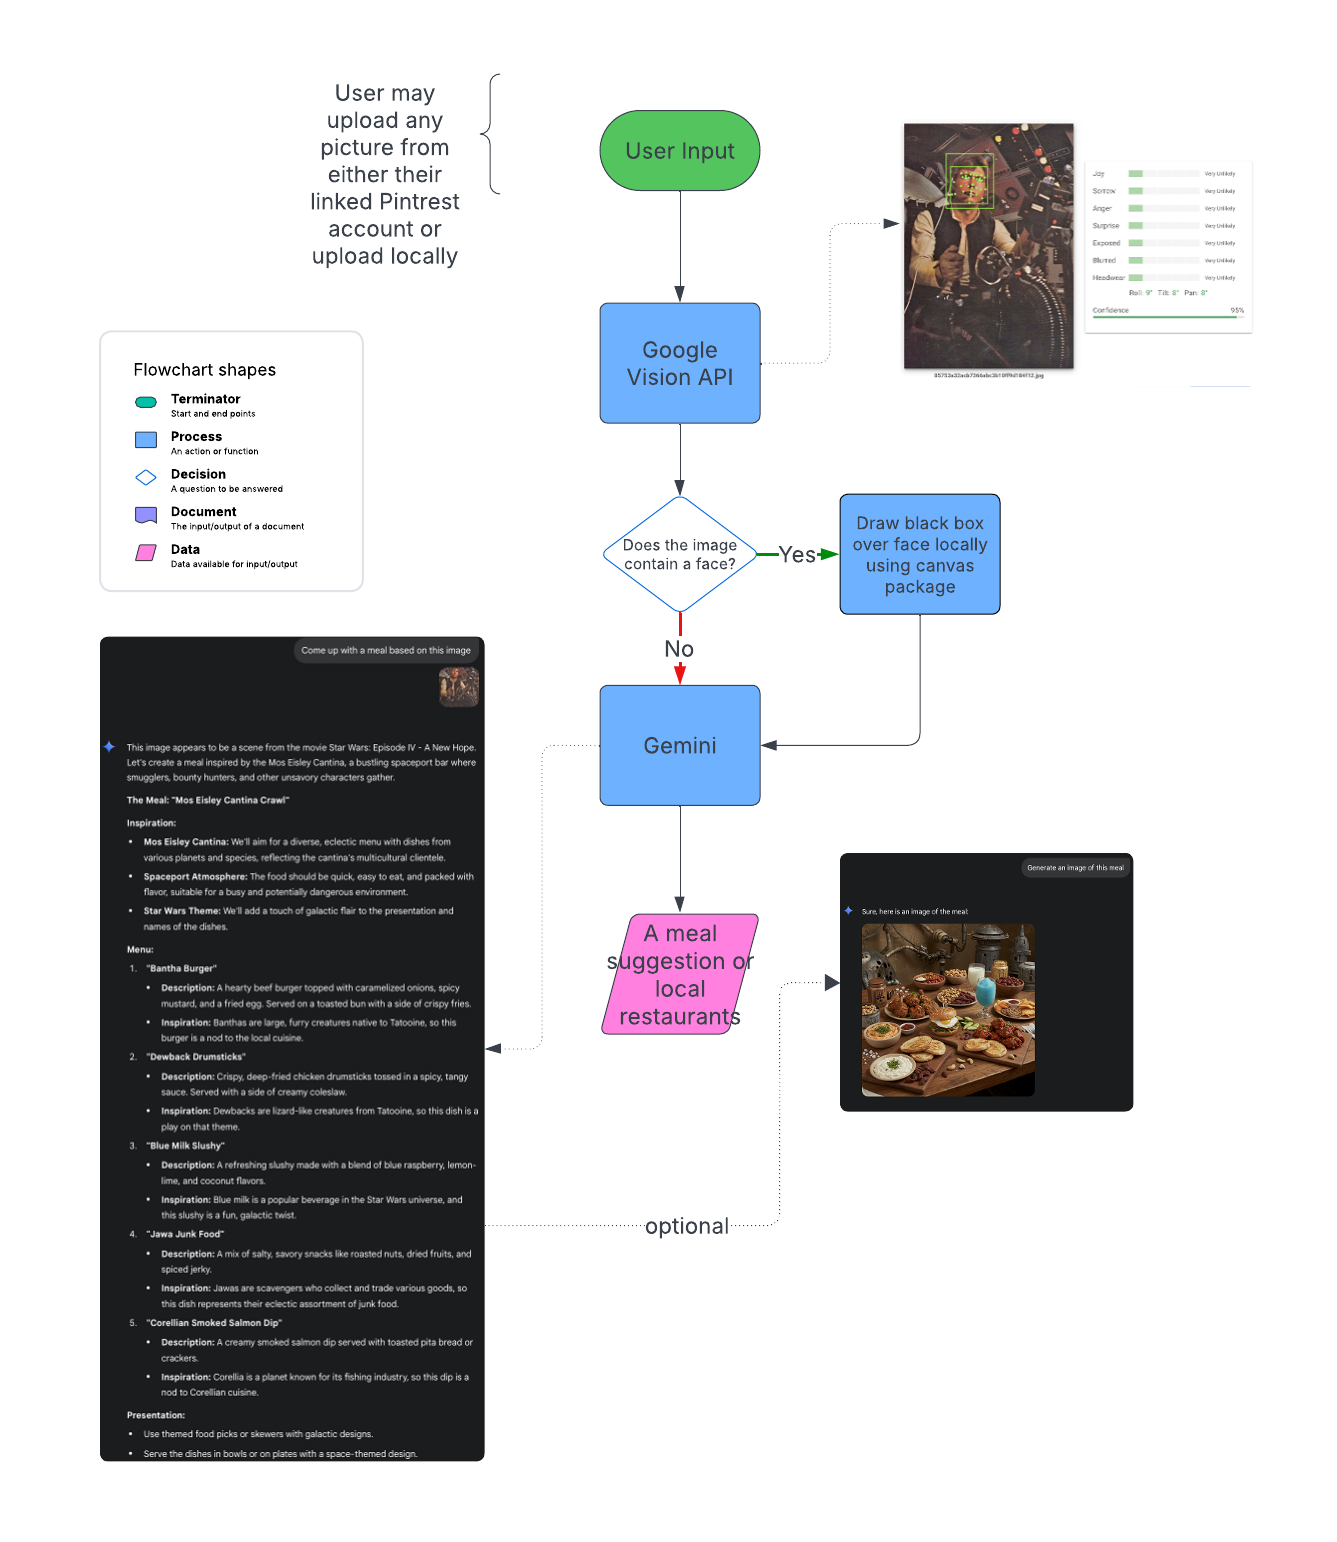 User may
upload any
picture from
either their
linked Pintrest
account or
upload locally
User Input
Google
Vision API
Joy Very Unlikely
Sorrow Very Unlikely
Anger Very Unlikely
Surprise Very Unlikely
Exposed Very Unlikely
Blurred Very Unlikely
Headwear Very Unlikely
Roll: 9° Tilt: 8° Pan: 8°
Confidence 95%
Flowchart shapes
Terminator
Start and end points
Process
An action or function
Decision
A question to be answered
Document
The input/output of a document
Data
Data available for input/output
Does the image
contain a face?
Yes
Draw black box
over face locally
using canvas
package
No
Gemini
A meal
suggestion or
local
restaurants
Come up with a meal based on this image
This image appears to be a scene from the movie Star Wars: Episode IV - A New Hope.
Let's create a meal inspired by the Mos Eisley Cantina, a bustling spaceport bar where
smugglers, bounty hunters, and other unsavory characters gather.
The Meal: "Mos Eisley Cantina Crawl"
Inspiration:
• Mos Eisley Cantina: We'll aim for a diverse, eclectic menu with dishes from
various planets and species, reflecting the cantina's multicultural clientele.
• Spaceport Atmosphere: The food should be quick, easy to eat, and packed with
flavor, suitable for a busy and potentially dangerous environment.
• Star Wars Theme: We'll add a touch of galactic flair to the presentation and
names of the dishes.
Menu:
1. "Bantha Burger"
• Description: A hearty beef burger topped with caramelized onions, spicy
mustard, and a fried egg. Served on a toasted bun with a side of crispy fries.
• Inspiration: Banthas are large, furry creatures native to Tatooine, so this
burger is a nod to the local cuisine.
2. "Dewback Drumsticks"
• Description: Crispy, deep-fried chicken drumsticks tossed in a spicy, tangy
sauce. Served with a side of creamy coleslaw.
• Inspiration: Dewbacks are lizard-like creatures from Tatooine, so this dish is a
play on that theme.
3. "Blue Milk Slushy"
• Description: A refreshing slushy made with a blend of blue raspberry, lemon-
lime, and coconut flavors.
• Inspiration: Blue milk is a popular beverage in the Star Wars universe, and
this slushy is a fun, galactic twist.
4. "Jawa Junk Food"
• Description: A mix of salty, savory snacks like roasted nuts, dried fruits, and
spiced jerky.
• Inspiration: Jawas are scavengers who collect and trade various goods, so
this dish represents their eclectic assortment of junk food.
5. "Corellian Smoked Salmon Dip"
• Description: A creamy smoked salmon dip served with toasted pita bread or
crackers.
• Inspiration: Corellia is a planet known for its fishing industry, so this dip is a
nod to Corellian cuisine.
Presentation:
• Use themed food picks or skewers with galactic designs.
• Serve the dishes in bowls or on plates with a space-themed design.
optional
Generate an image of this meal
Sure, here is an image of the meal: